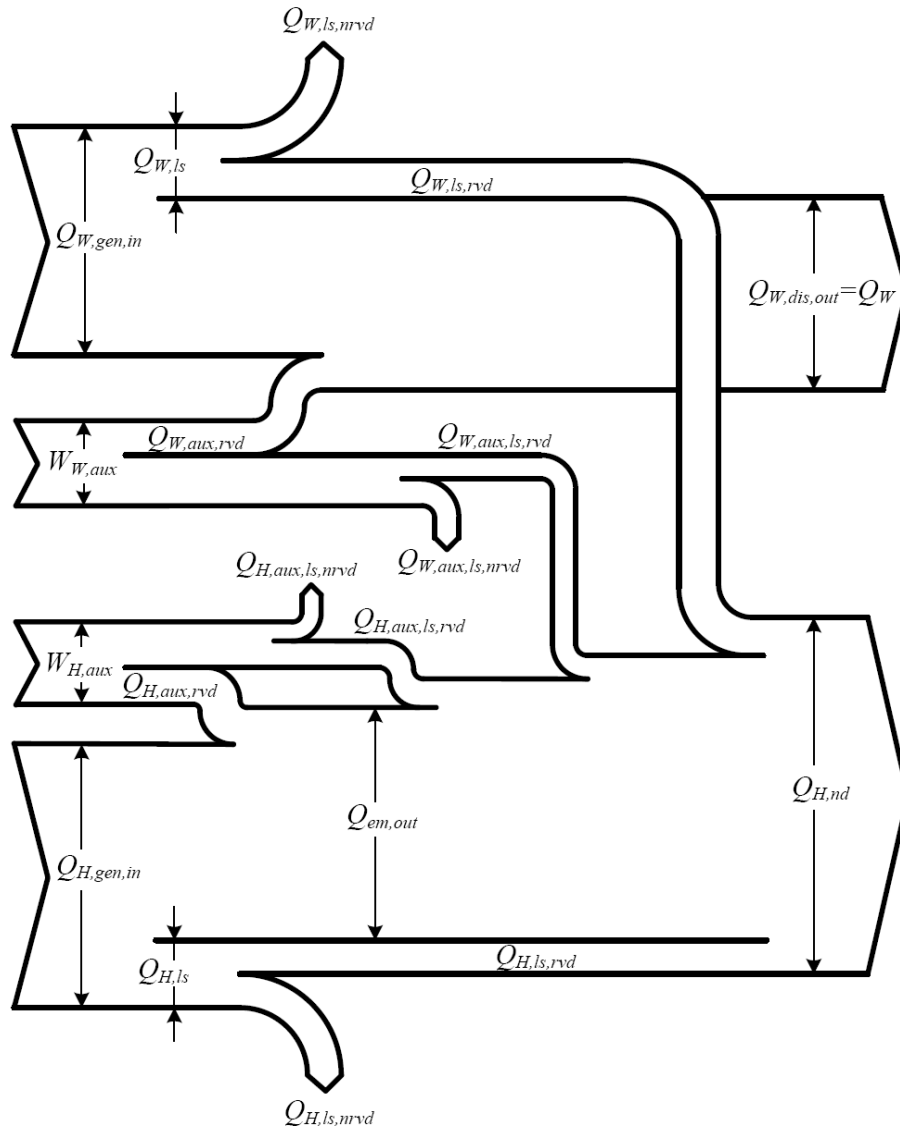 Q_{W,ls,nrvd}
Q_{W,ls}
Q_{W,ls,rvd}
Q_{W,gen,in}
Q_{W,dis,out}=Q_W
Q_{W,aux,rvd}
Q_{W,aux,ls,rvd}
W_{W,aux}
Q_{W,aux,ls,nrvd}
Q_{H,aux,ls,nrvd}
Q_{H,aux,ls,rvd}
W_{H,aux}
Q_{H,aux,rvd}
Q_{H,nd}
Q_{em,out}
Q_{H,gen,in}
Q_{H,ls,rvd}
Q_{H,ls}
Q_{H,ls,nrvd}